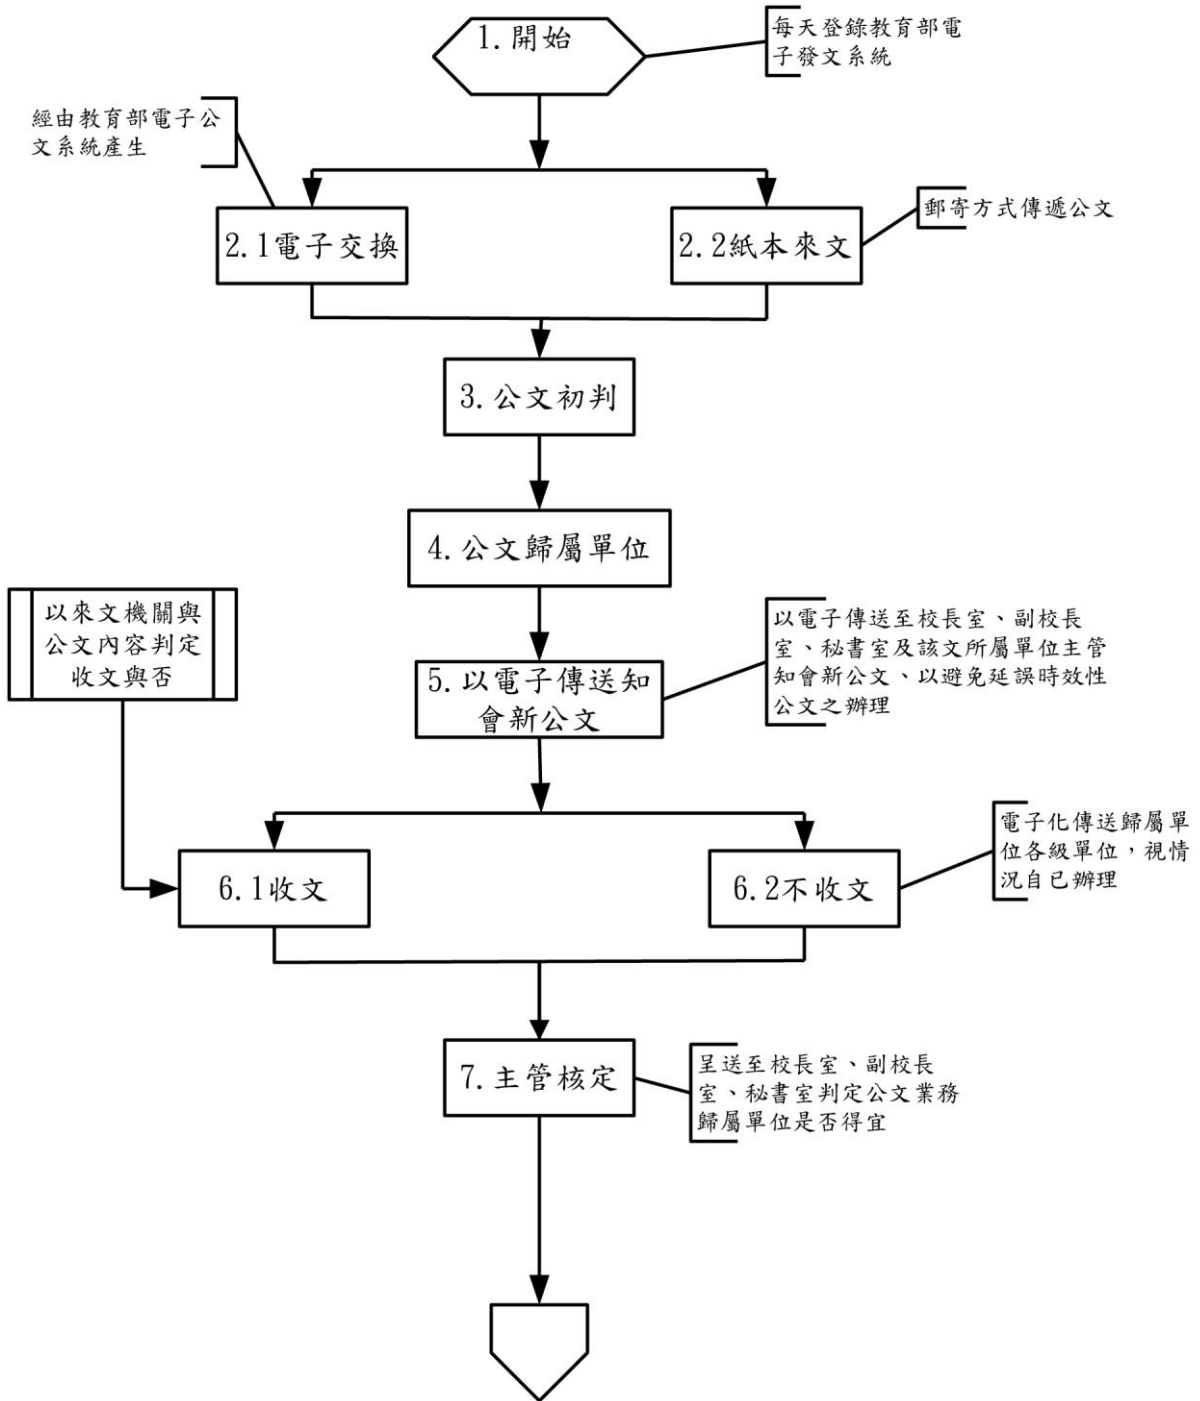 1.開始
每天登錄教育部電
子發文系統
經由教育部電子公
文系統產生
2.1電子交換
2.2紙本來文
郵寄方式傳遞公文
3.公文初判
4.公文歸屬單位
以來文機關與
公文內容判定
收文與否
5.以電子傳送知
會新公文
以電子傳送至校長室、副校長
室、秘書室及該文所屬單位主管
知會新公文、以避免延誤時效性
公文之辦理
6.1收文
6.2不收文
電子化傳送歸屬單
位各級單位，視情
況自已辦理
7.主管核定
呈送至校長室、副校長
室、秘書室判定公文業務
歸屬單位是否得宜